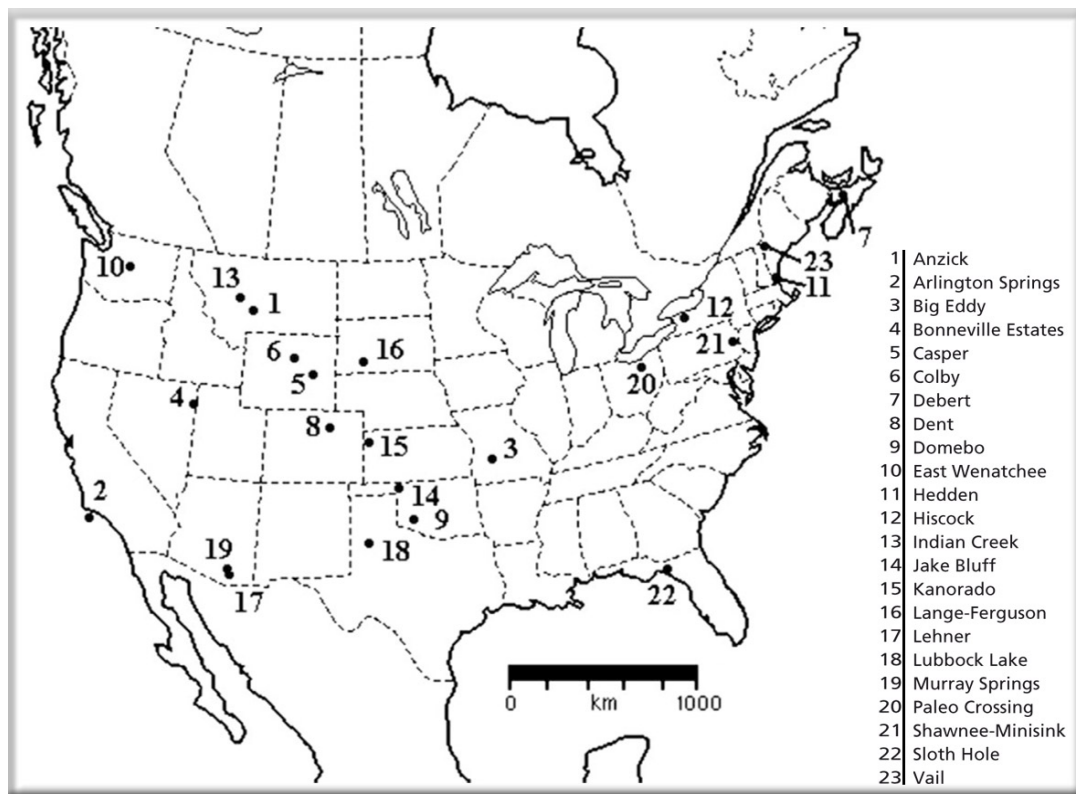 10
13
1
6
5
16
4
8
15
3
2
14
9
18
19
17
22
12
21
20
7
23
11
0 km 1000
1 Anzick
2 Arlington Springs
3 Big Eddy
4 Bonneville Estates
5 Casper
6 Colby
7 Debert
8 Dent
9 Domebo
10 East Wenatchee
11 Hedden
12 Hiscock
13 Indian Creek
14 Jake Bluff
15 Kanorado
16 Lange-Ferguson
17 Lehner
18 Lubbock Lake
19 Murray Springs
20 Paleo Crossing
21 Shawnee-Minisink
22 Sloth Hole
23 Vail